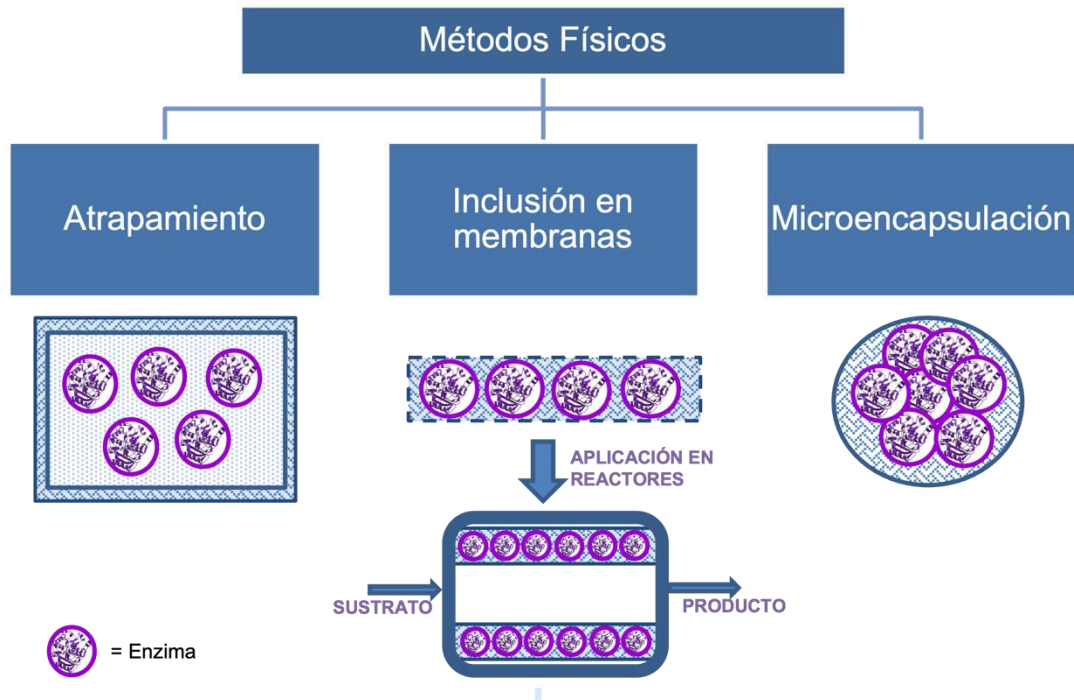 Métodos Físicos
Atrapamiento
Inclusión en
membranas
Microencapsulación
APLICACIÓN EN
REACTORES
SUSTRATO
PRODUCTO
= Enzima